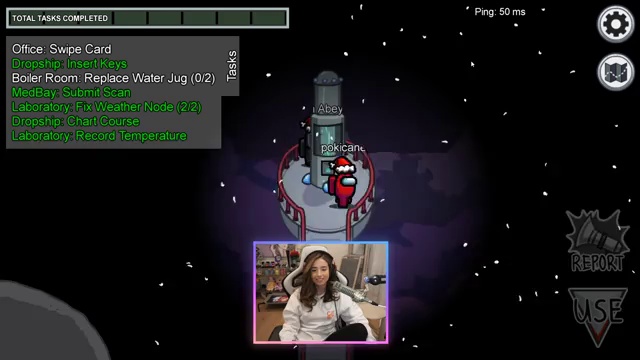 TOTAL TASKS COMPLETED
Ping: 50 ms
Office: Swipe Card
Dropship: Insert Keys
Boiler Room: Replace Water Jug (0/2)
MedBay: Submit Scan
Laboratory: Fix Weather Node (2/2)
Dropship: Chart Course
Laboratory: Record Temperature
Tasks
Abey
pokicane
REPORT
USE